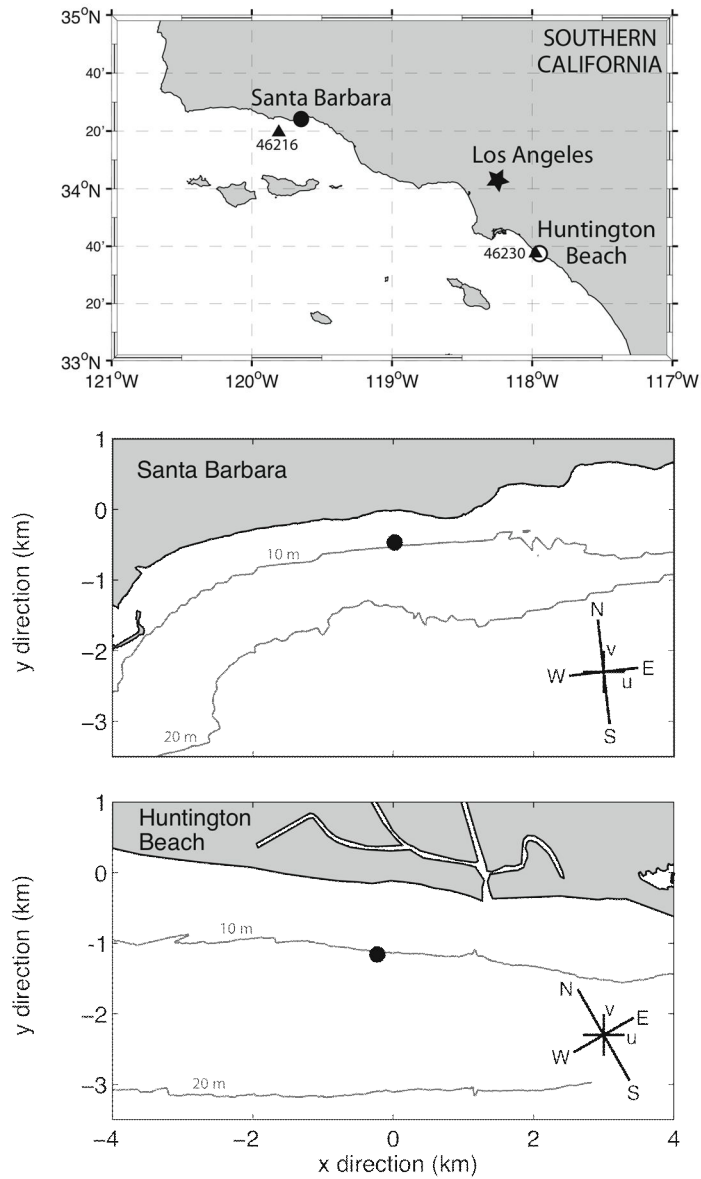 35°N
SOUTHERN
CALIFORNIA
40'
Santa Barbara
20'
46216
Los Angeles
34°N
Huntington
Beach
40'
46230
20'
33°N
121°W 120°W 119°W 118°W 117°W
1
Santa Barbara
0
10 m
-1
y direction (km)
N
-2
v
W E
u
-3
20 m
S
1
Huntington
Beach
0
10 m
-1
y direction (km)
N
v
E
-2
u
W
20 m
-3
S
-4 -2 0 2 4
x direction (km)